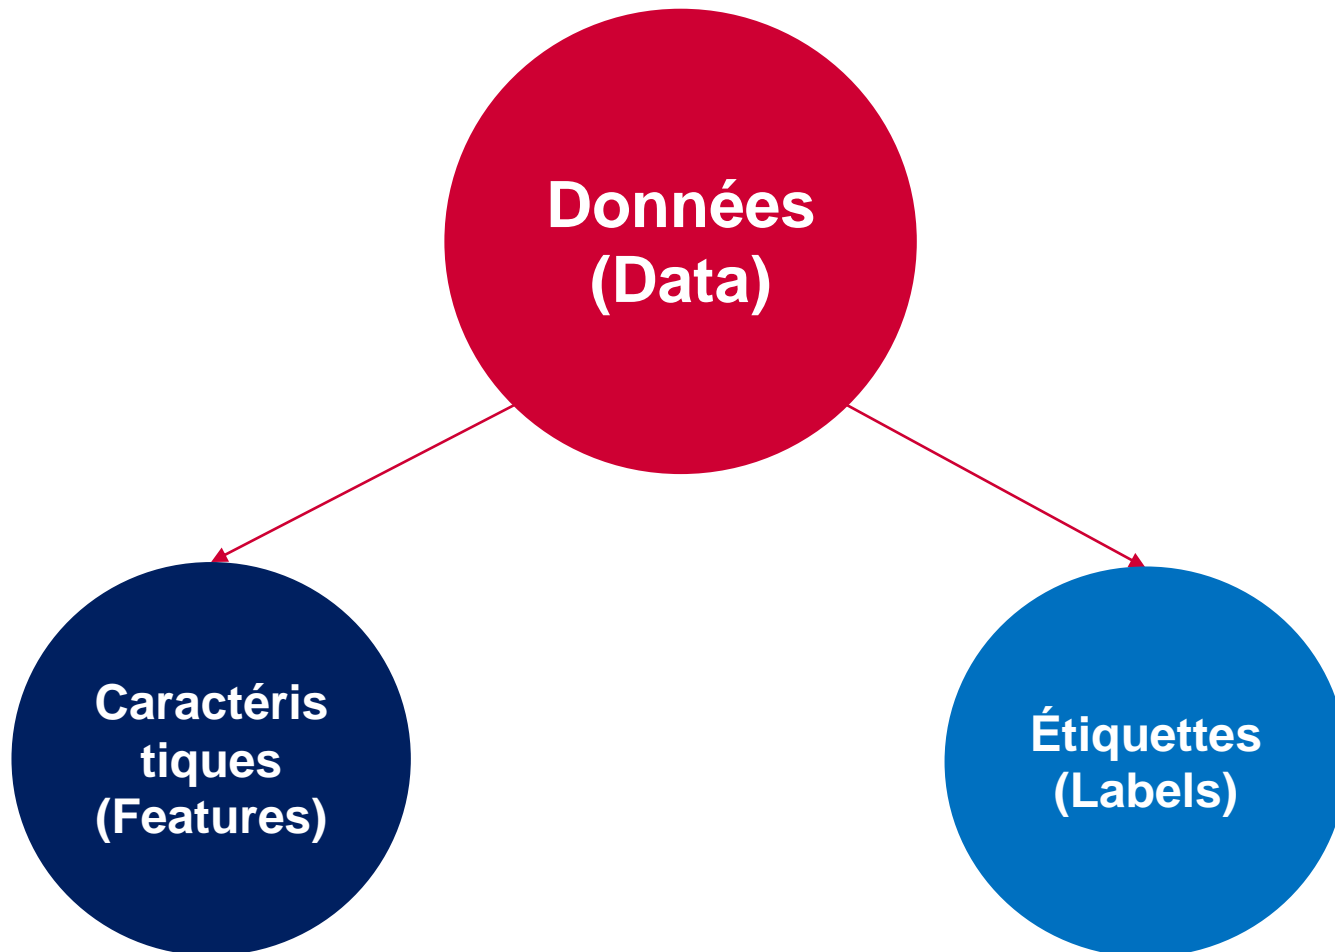 Données
(Data)
Caractéris
tiques
(Features)
Étiquettes
(Labels)